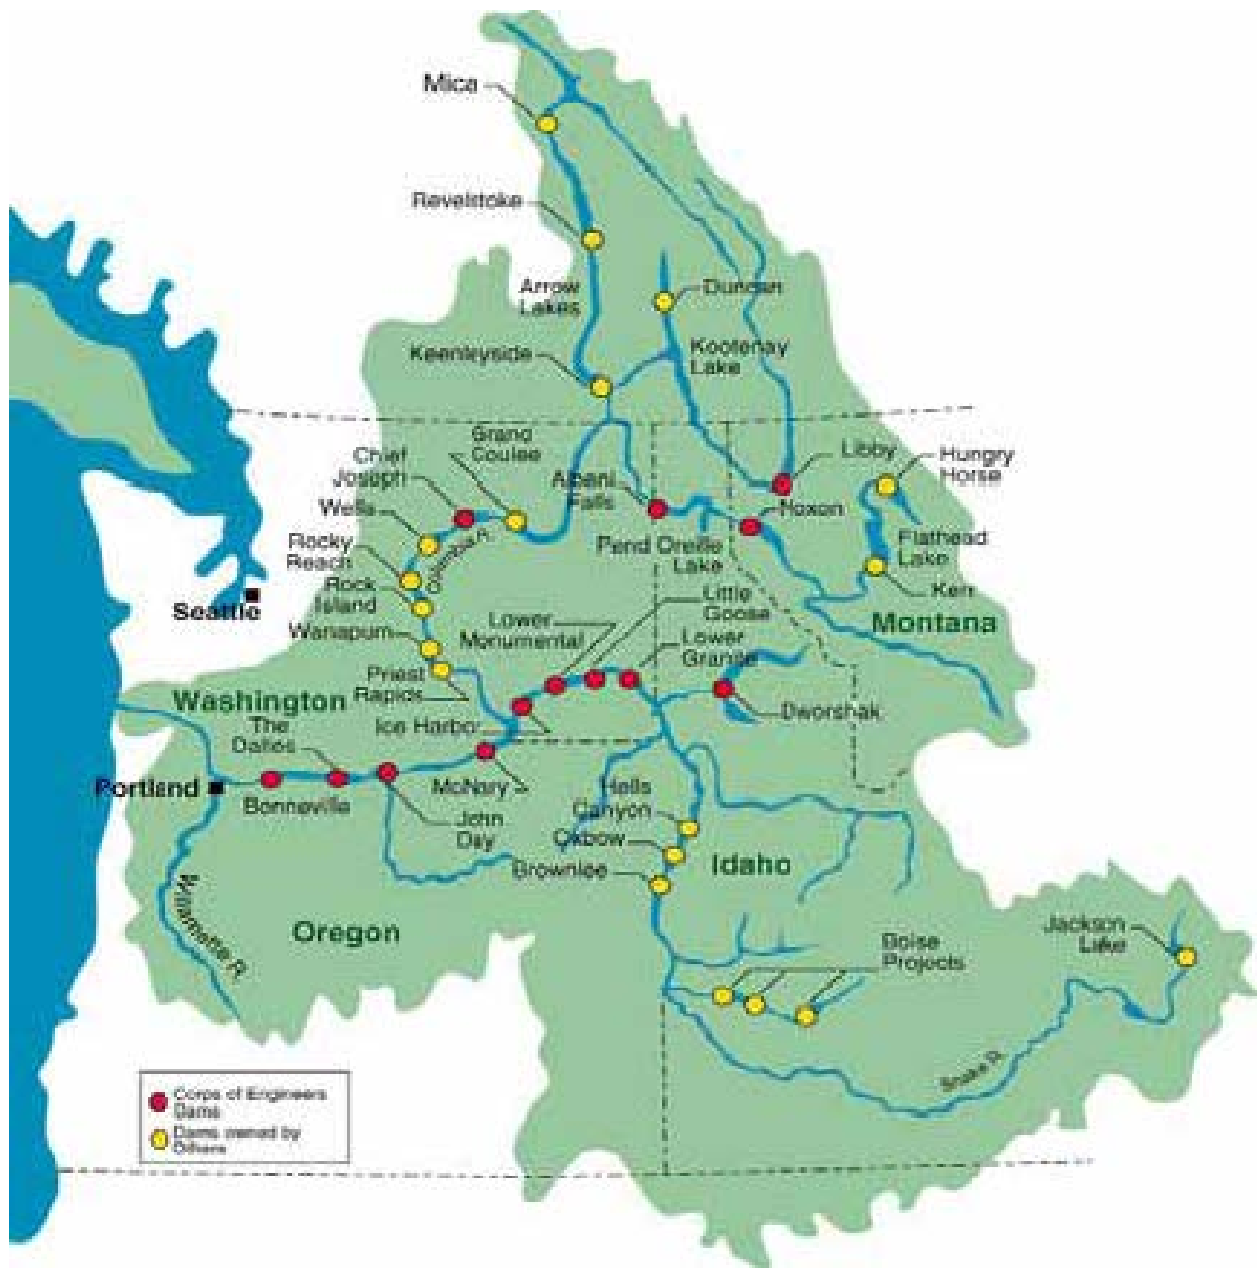 Mica
Revelstoke
Arrow
Lakes
Duncan
Keenleyside
Kootenay
Lake
Grand
Coulee
Chief
Joseph
Albani
Falls
Libby
Hungry
Horse
Wells
Noxon
Rocky
Reach
Columbia R.
Pend Oreille
Lake
Flathead
Lake
Rock
Island
Kerr
Seattle
Little
Goose
Lower
Monumental
Montana
Wanapum
Lower
Granite
Priest
Rapids
Washington
Ice Harbor
Dworshak
The
Dalles
Portland
Bonneville
McNary
John
Day
Hells
Canyon
Oxbow
Brownlee
Idaho
Willamette R.
Oregon
Boise
Projects
Jackson
Lake
Snake R.
Corps of Engineers
Dams
Dams owned by
Others